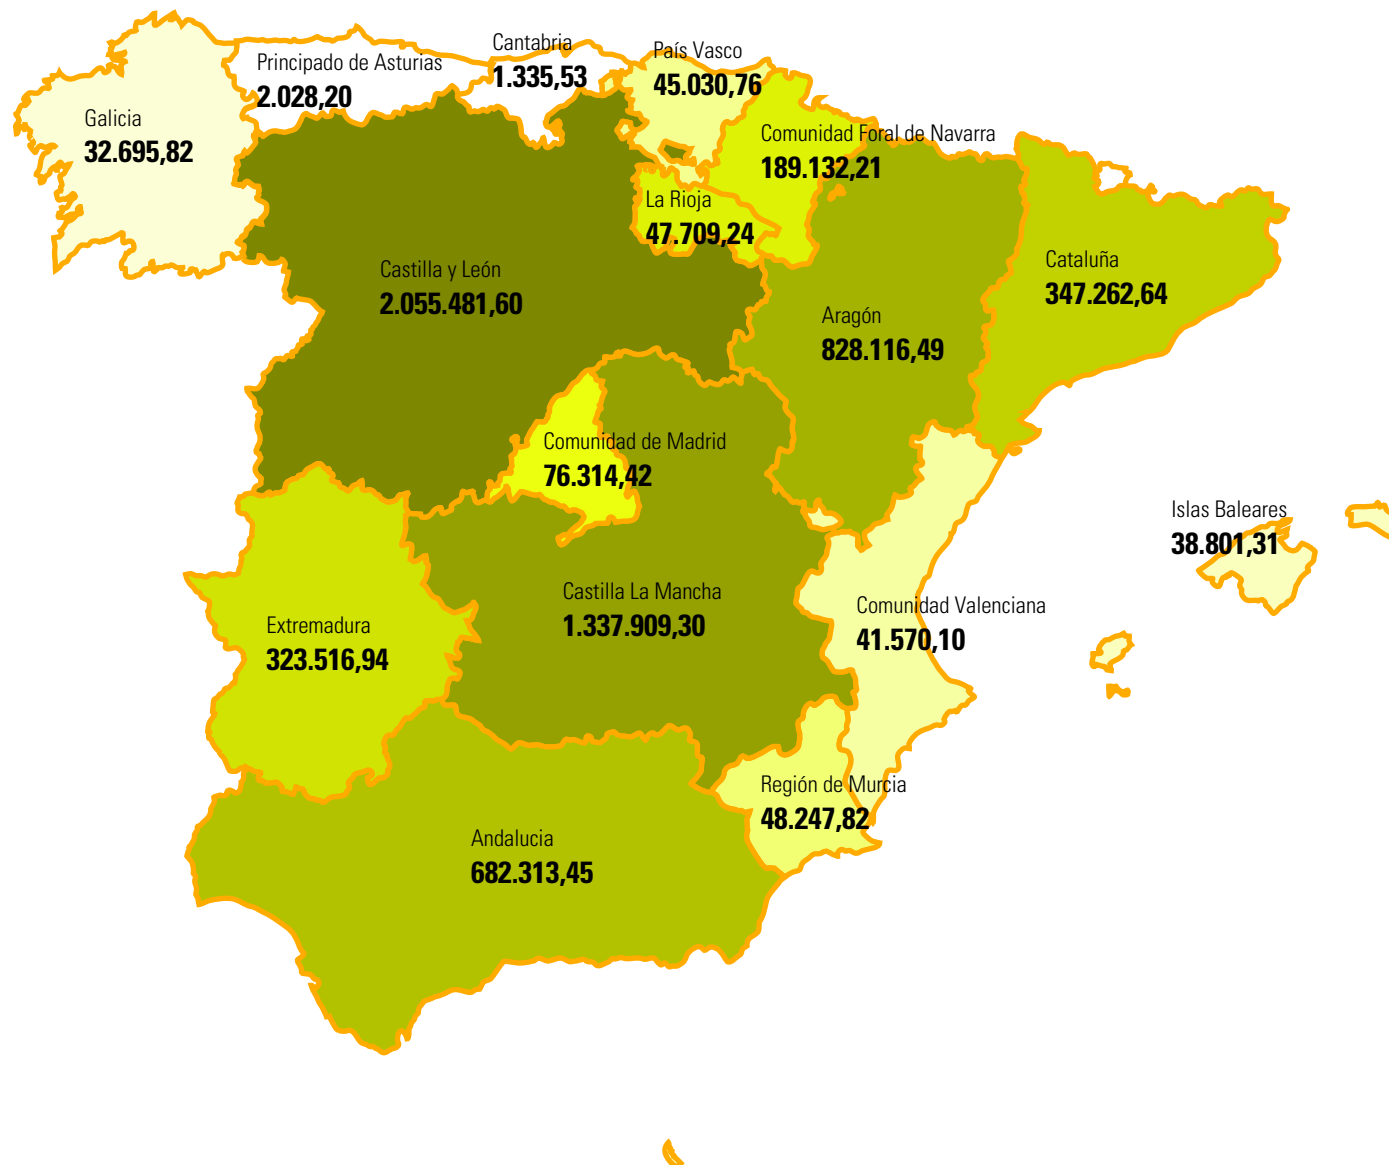 Cantabria
1.335,53
País Vasco
45.030,76
Principado de Asturias
2.028,20
Galicia
32.695,82
Comunidad Foral de Navarra
189.132,21
La Rioja
47.709,24
Castilla y León
2.055.481,60
Cataluña
347.262,64
Aragón
828.116,49
Comunidad de Madrid
76.314,42
Islas Baleares
38.801,31
Castilla La Mancha
1.337.909,30
Comunidad Valenciana
41.570,10
Extremadura
323.516,94
Región de Murcia
48.247,82
Andalucia
682.313,45